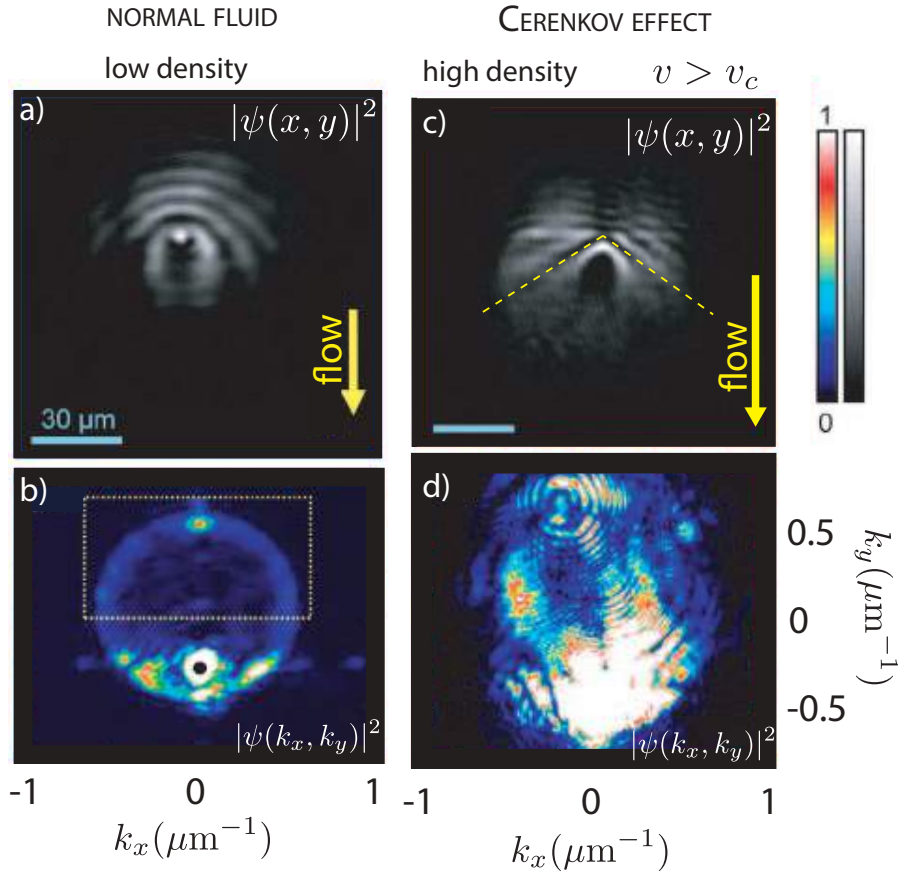 NORMAL FLUID
CERENKOV EFFECT
low density
high density
v > v_c
a)
|ψ(x, y)|²
flow
30 µm
c)
|ψ(x, y)|²
flow
1
0
b)
|ψ(k_x, k_y)|²
-1
0
1
k_x(µm⁻¹)
d)
|ψ(k_x, k_y)|²
0.5
0
-0.5
k_y(µm⁻¹)
-1
0
1
k_x(µm⁻¹)